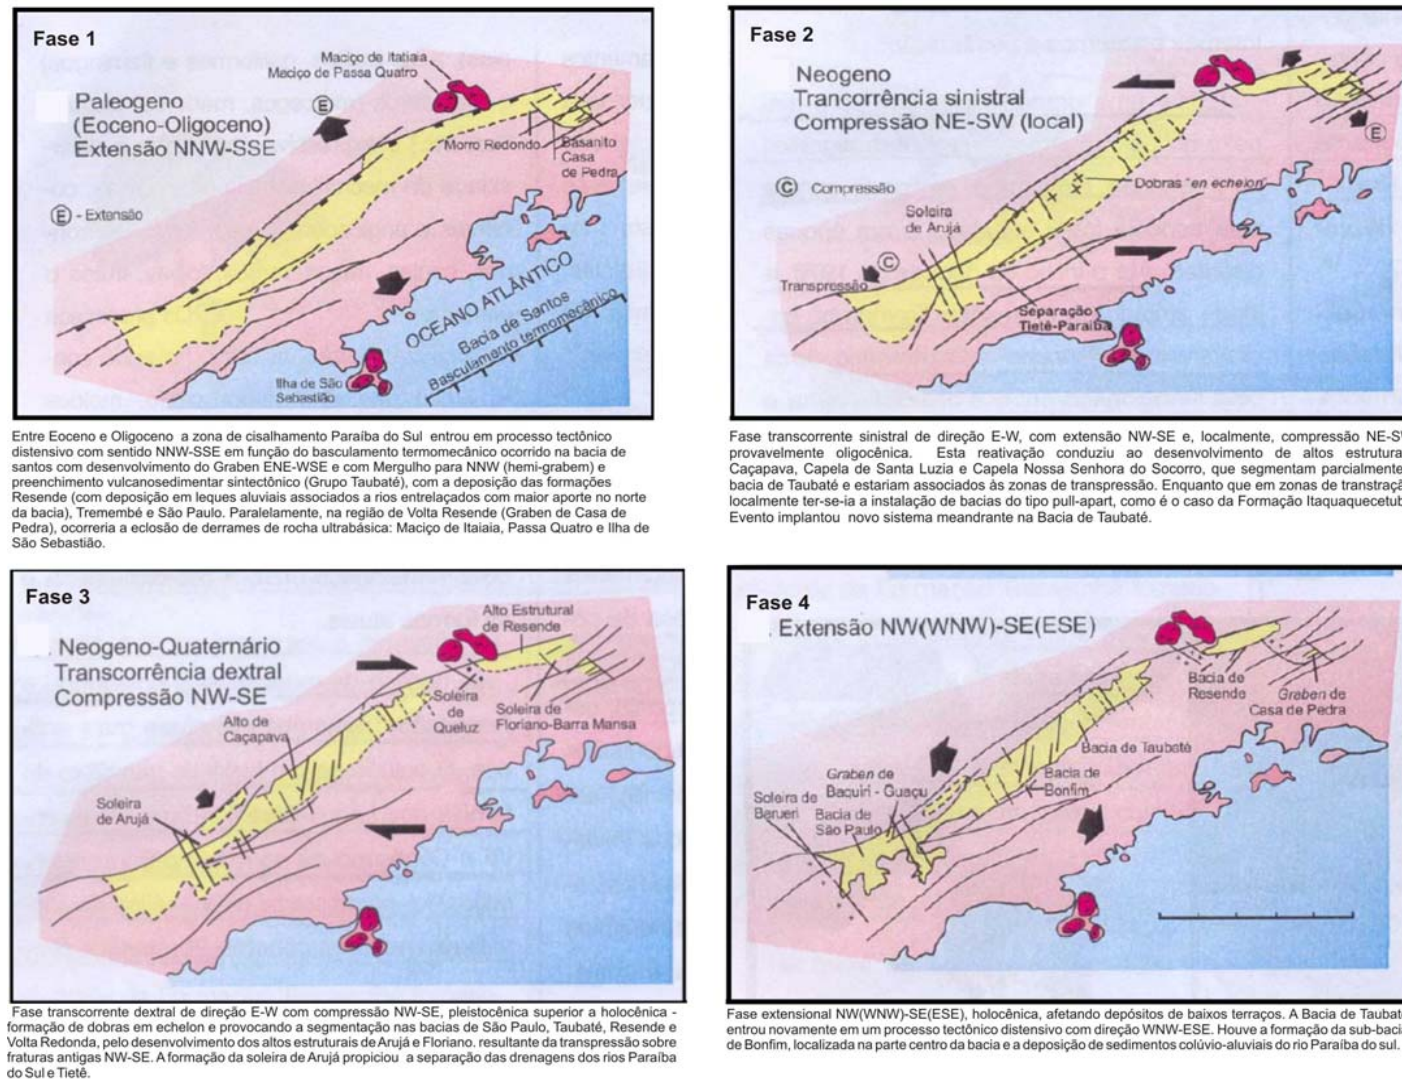 Fase 1
Paleogeno
(Eoceno-Oligoceno)
Extensão NNW-SSE
E - Extensão
Maciço de Itatiaia
Maciço de Passa Quatro
E
Morro Redondo
Basanito
Casa
de Pedra
OCEANO ATLÂNTICO
Bacia de Santos
Basculamento termomecânico
Ilha de São
Sebastião
Entre Eoceno e Oligoceno a zona de cisalhamento Paraíba do Sul entrou em processo tectônico
distensivo com sentido NNW-SSE em função do basculamento termomecânico ocorrido na bacia de
santos com desenvolvimento do Graben ENE-WSE e com Mergulho para NNW (hemi-grabem) e
preenchimento vulcanosedimentar sintectônico (Grupo Taubaté), com a deposição das formações
Resende (com deposição em leques aluviais associados a rios entrelaçados com maior aporte no norte
da bacia), Tremembé e São Paulo. Paralelamente, na região de Volta Resende (Graben de Casa de
Pedra), ocorreria a eclosão de derrames de rocha ultrabásica: Maciço de Itaiaia, Passa Quatro e Ilha de
São Sebastião.
Fase 2
Neogeno
Trancorrência sinistral
Compressão NE-SW (local)
C Compressão
E
Dobras "en echelon"
Soleira
de Arujá
C
Transpressão
Separação
Tietê-Paraíba
Fase transcorrente sinistral de direção E-W, com extensão NW-SE e, localmente, compressão NE-S
provavelmente oligocênica. Esta reativação conduziu ao desenvolvimento de altos estrutura
Caçapava, Capela de Santa Luzia e Capela Nossa Senhora do Socorro, que segmentam parcialmente
bacia de Taubaté e estariam associados às zonas de transpressão. Enquanto que em zonas de transtraçã
localmente ter-se-ia a instalação de bacias do tipo pull-apart, como é o caso da Formação Itaquaquecetub
Evento implantou novo sistema meandrante na Bacia de Taubaté.
Fase 3
Neogeno-Quaternário
Transcorrência dextral
Compressão NW-SE
Alto Estrutural
de Resende
Alto de
Caçapava
Soleira
de
Queluz
Soleira de
Floriano-Barra Mansa
Soleira
de Arujá
Fase transcorrente dextral de direção E-W com compressão NW-SE, pleistocênica superior a holocênica -
formação de dobras em echelon e provocando a segmentação nas bacias de São Paulo, Taubaté, Resende e
Volta Redonda, pelo desenvolvimento dos altos estruturais de Arujá e Floriano. resultante da transpressão sobre
fraturas antigas NW-SE. A formação da soleira de Arujá propiciou a separação das drenagens dos rios Paraíba
do Sul e Tietê.
Fase 4
. Extensão NW(WNW)-SE(ESE)
Bacia de
Resende
Graben de
Casa de Pedra
Bacia de Taubaté
Graben de
Baquiri - Guaçu
Bacia de
Bonfim
Soleira de
Barueri
Bacia de
São Paulo
Fase extensional NW(WNW)-SE(ESE), holocênica, afetando depósitos de baixos terraços. A Bacia de Taubat
entrou novamente em um processo tectônico distensivo com direção WNW-ESE. Houve a formação da sub-bacia
de Bonfim, localizada na parte centro da bacia e a deposição de sedimentos colúvio-aluviais do rio Paraíba do sul.